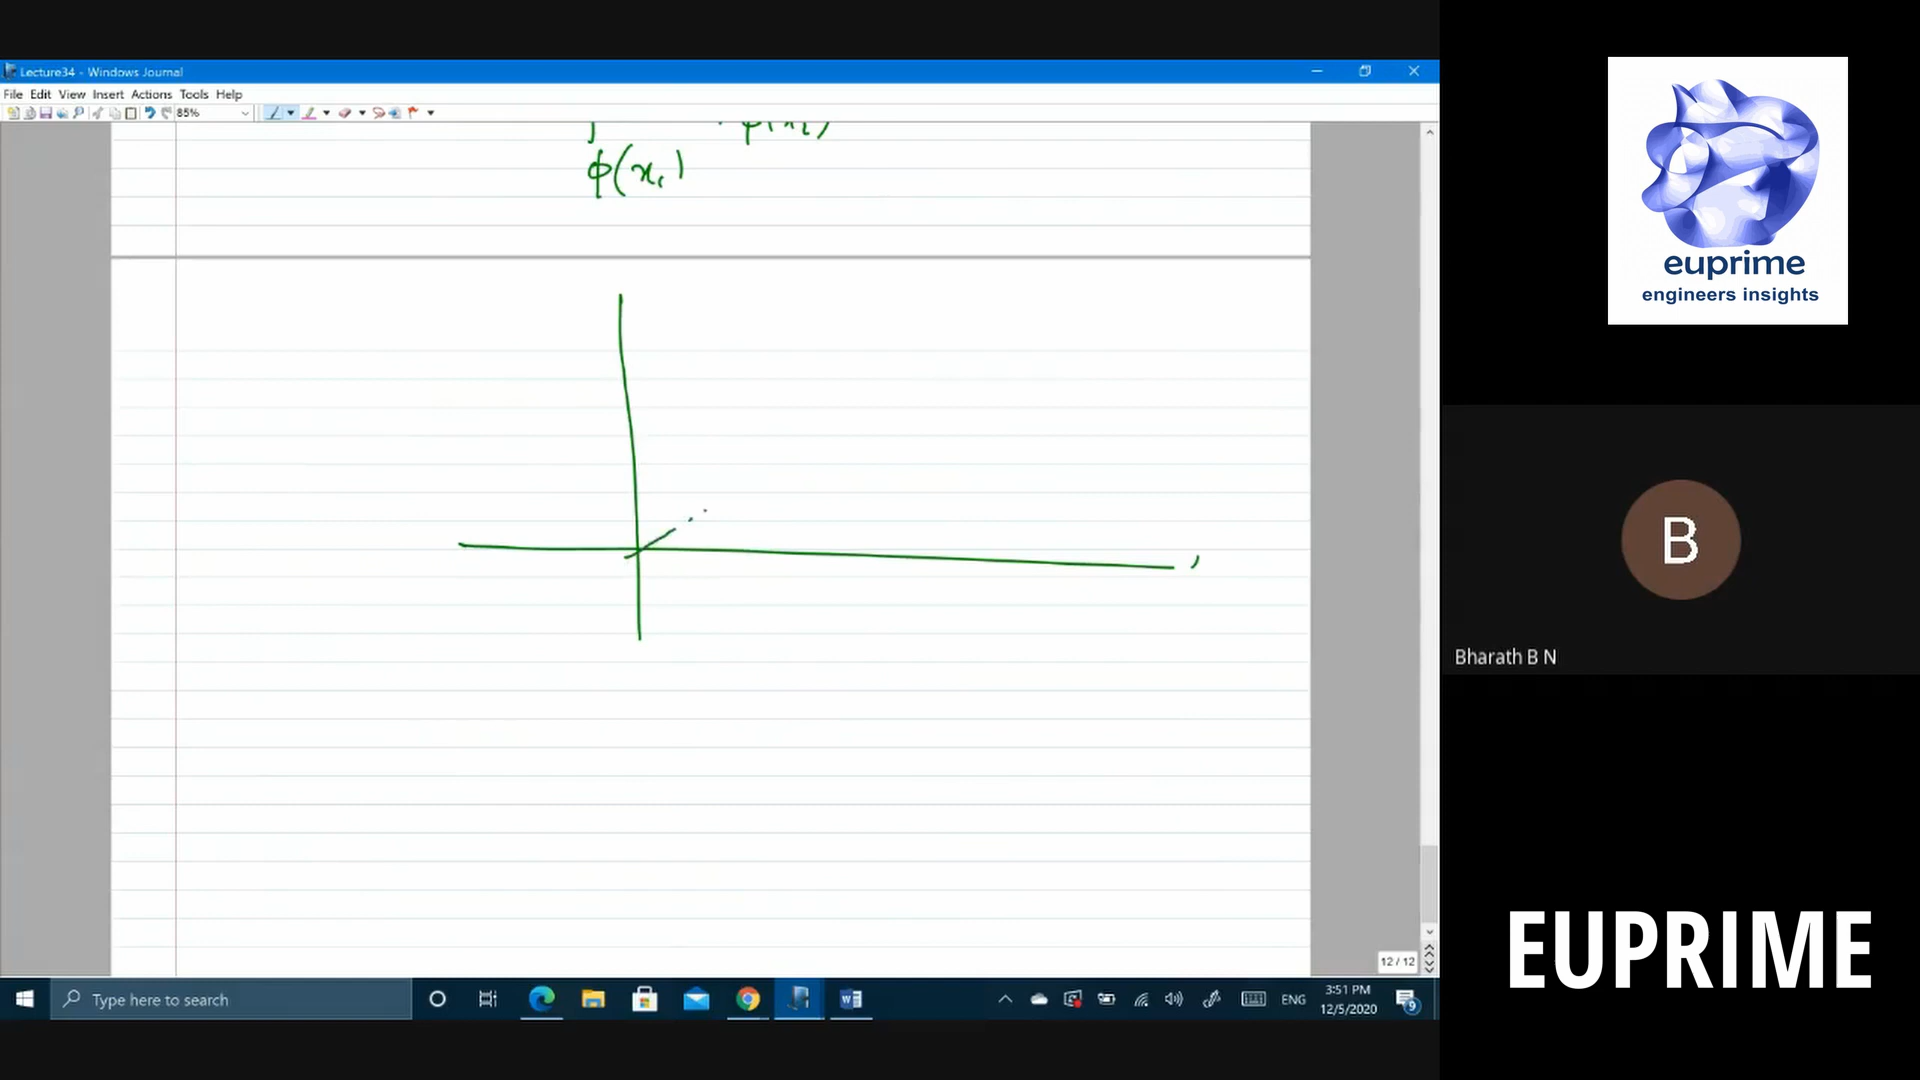 Lecture34 - Windows Journal
File Edit View Insert Actions Tools Help
85%
φ(x₁)
12 / 12
Type here to search
ENG
3:51 PM
12/5/2020
9
euprime
engineers insights
B
Bharath B N
EUPRIME